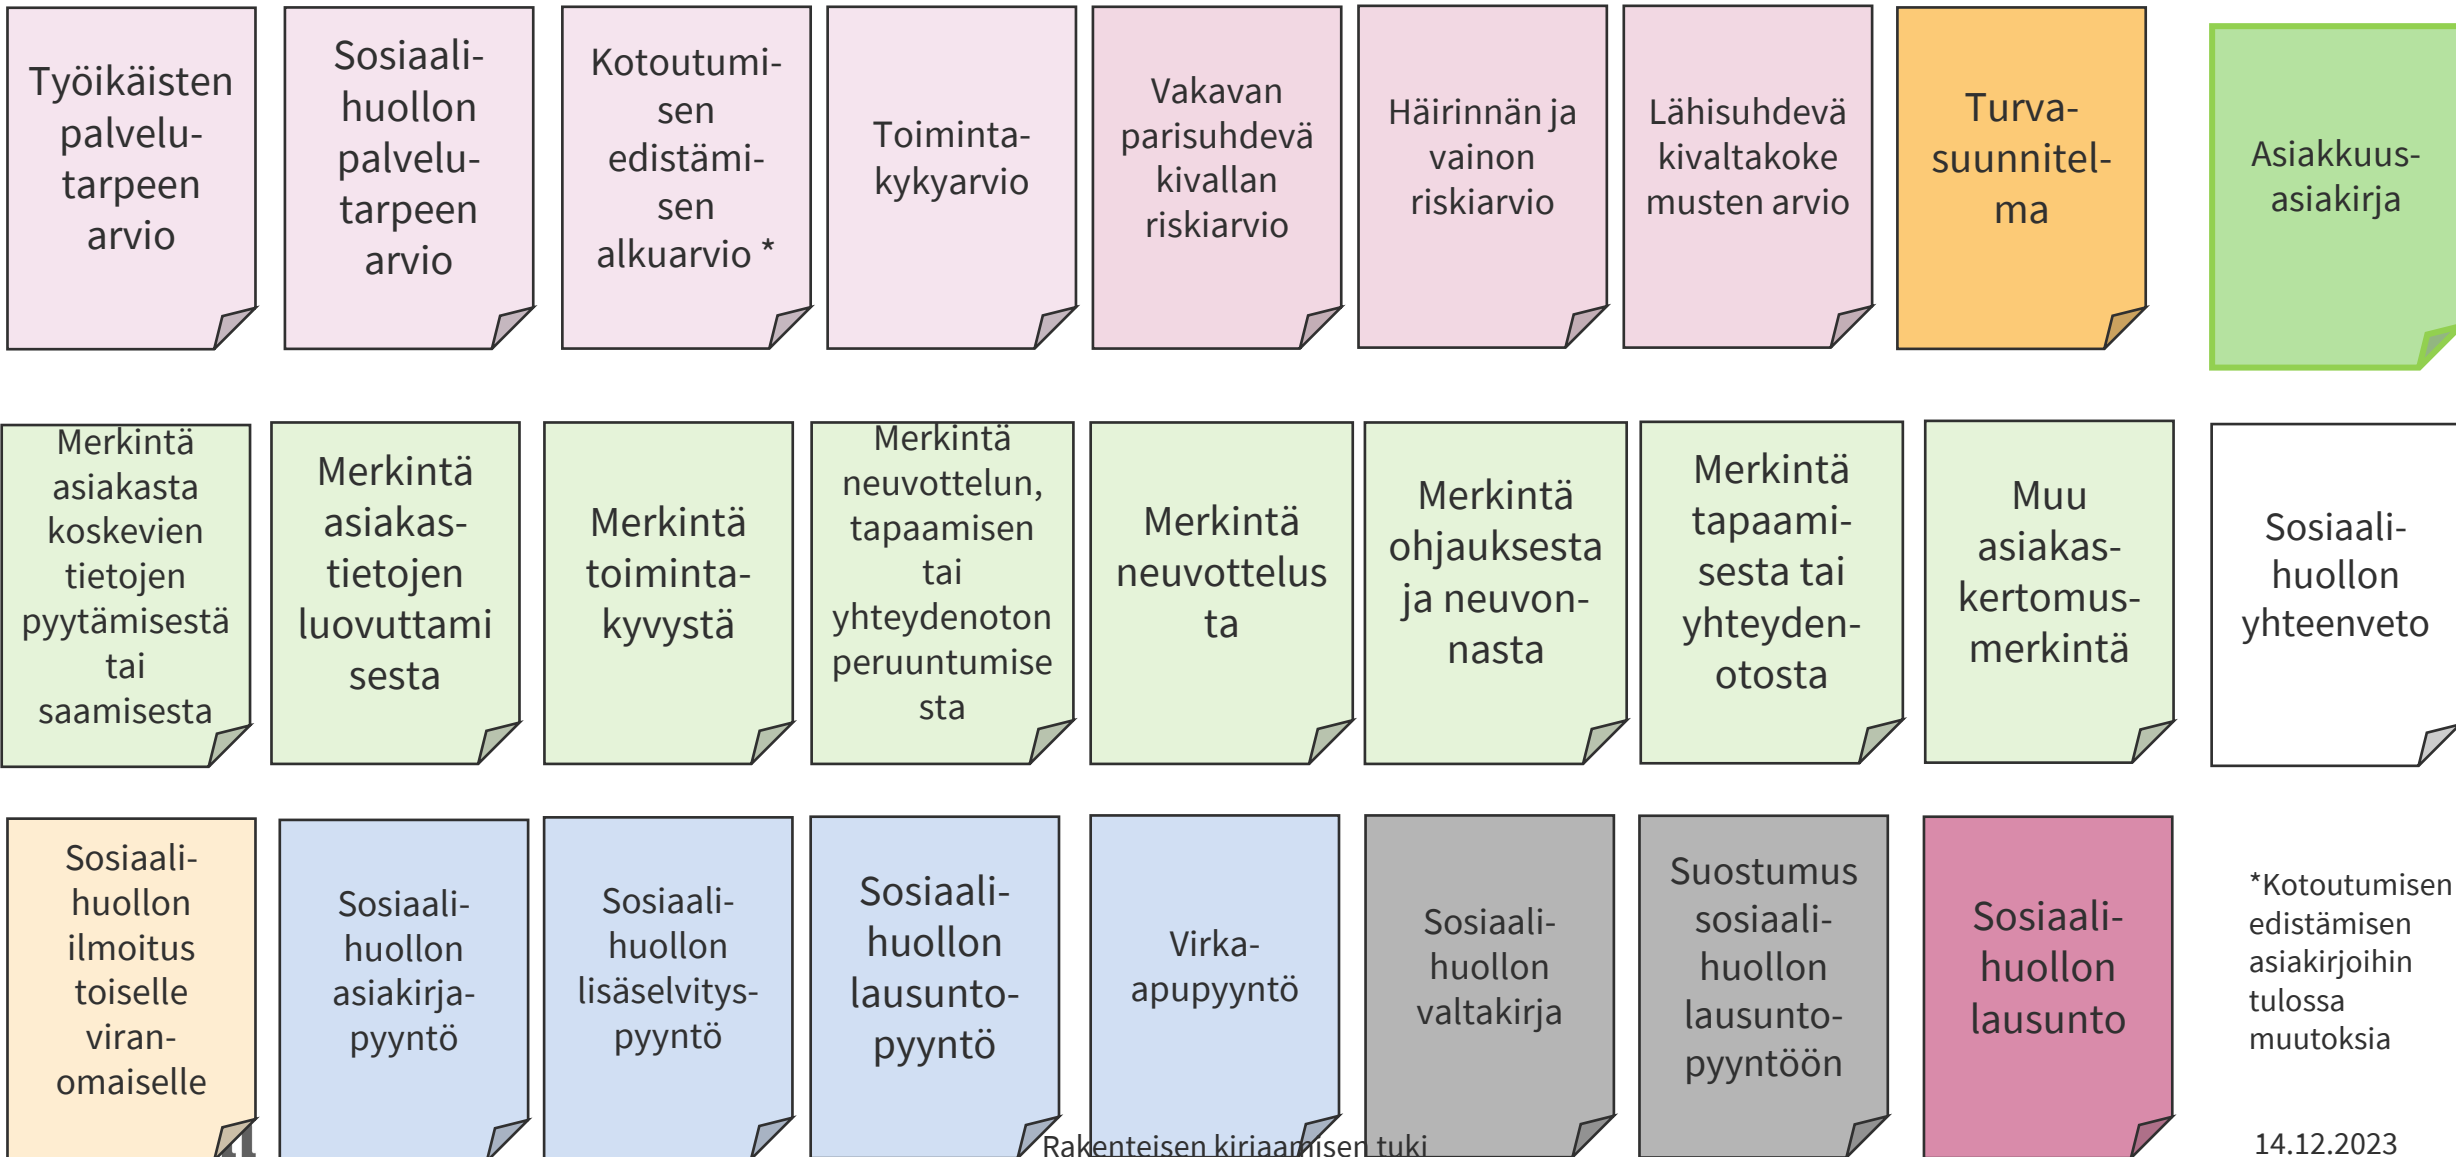 Työikäisten
palvelu-
tarpeen
arvio
Sosiaali-
huollon
palvelu-
tarpeen
arvio
Kotoutumi-
sen
edistämi-
sen
alkuarvio *
Toiminta-
kykyarvio
Vakavan
parisuhdevä
kivallan
riskiarvio
Häirinnän ja
vainon
riskiarvio
Lähisuhdevä
kivaltakoke
musten arvio
Turva-
suunnitel-
ma
Asiakkuus-
asiakirja
Merkintä
asiakasta
koskevien
tietojen
pyytämisestä
tai
saamisesta
Merkintä
asiakas-
tietojen
luovuttami
sesta
Merkintä
toiminta-
kyvystä
Merkintä
neuvottelun,
tapaamisen
tai
yhteydenoton
peruuntumise
sta
Merkintä
neuvottelus
ta
Merkintä
ohjauksesta
ja neuvon-
nasta
Merkintä
tapaami-
sesta tai
yhteyden-
otosta
Muu
asiakas-
kertomus-
merkintä
Sosiaali-
huollon
yhteenveto
Sosiaali-
huollon
ilmoitus
toiselle
viran-
omaiselle
Sosiaali-
huollon
asiakirja-
pyyntö
Sosiaali-
huollon
lisäselvitys-
pyyntö
Sosiaali-
huollon
lausunto-
pyyntö
Virka-
apupyyntö
Sosiaali-
huollon
valtakirja
Suostumus
sosiaali-
huollon
lausunto-
pyyntöön
Sosiaali-
huollon
lausunto
*Kotoutumisen
edistämisen
asiakirjoihin
tulossa
muutoksia
Rakenteisen kirjaamisen tuki
14.12.2023